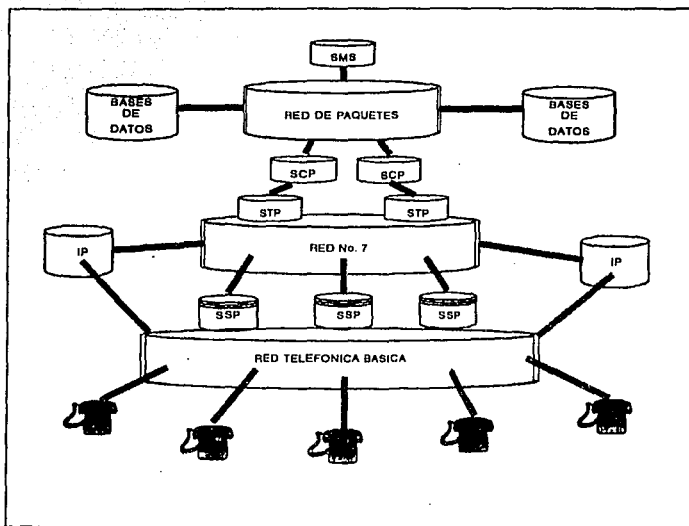 SMS
BASES
DE
DATOS
RED DE PAQUETES
BASES
DE
DATOS
SCP
SCP
STP
STP
IP
RED No. 7
IP
SSP
SSP
SSP
RED TELEFONICA BASICA